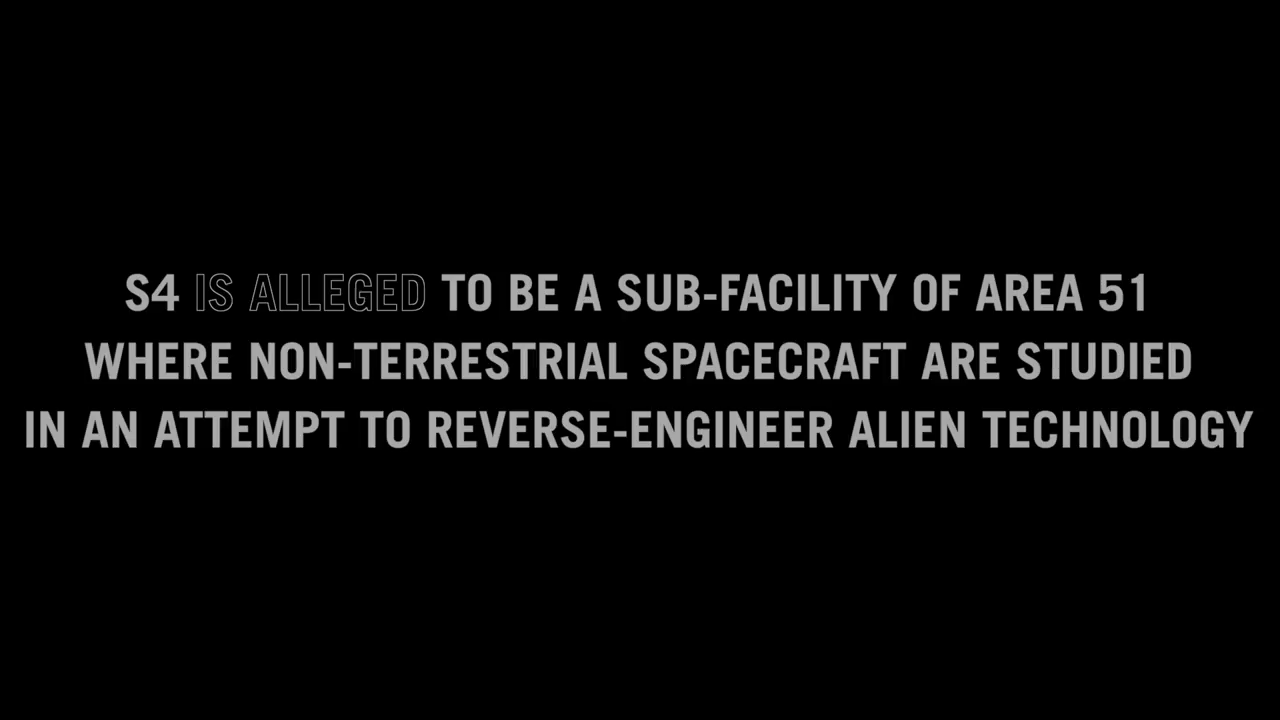 S4 IS ALLEGED TO BE A SUB-FACILITY OF AREA 51
WHERE NON-TERRESTRIAL SPACECRAFT ARE STUDIED
IN AN ATTEMPT TO REVERSE-ENGINEER ALIEN TECHNOLOGY